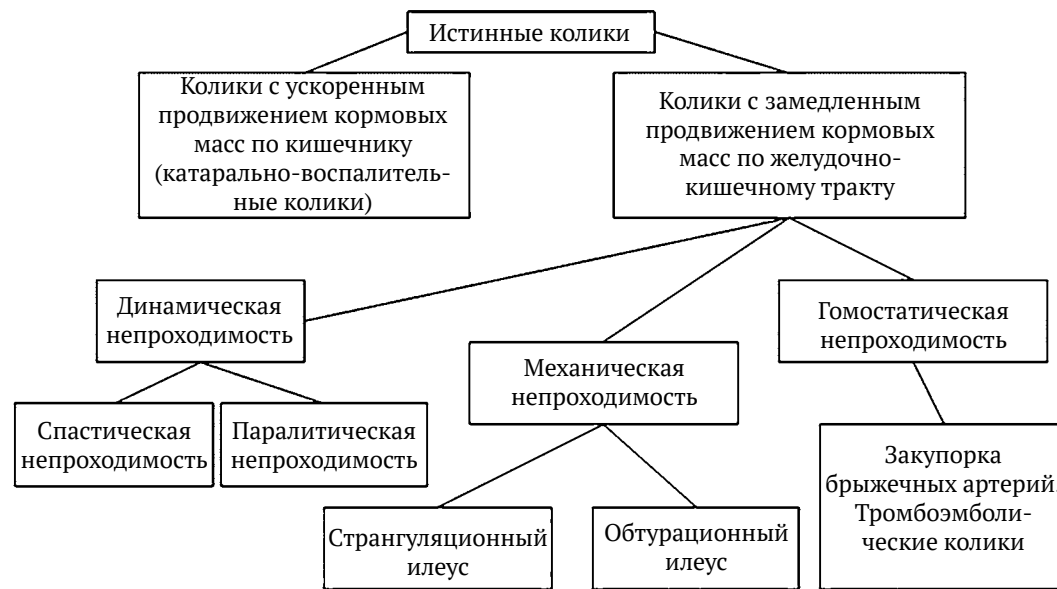 Истинные колики
Колики с ускоренным
продвижением кормовых
масс по кишечнику
(катарально-воспалитель-
ные колики)
Колики с замедленным
продвижением кормовых
масс по желудочно-
кишечному тракту
Динамическая
непроходимость
Механическая
непроходимость
Гомостатическая
непроходимость
Спастическая
непроходимость
Паралитическая
непроходимость
Странгуляционный
илеус
Обтурационный
илеус
Закупорка
брыжечных артерий.
Тромбоэмболи-
ческие колики